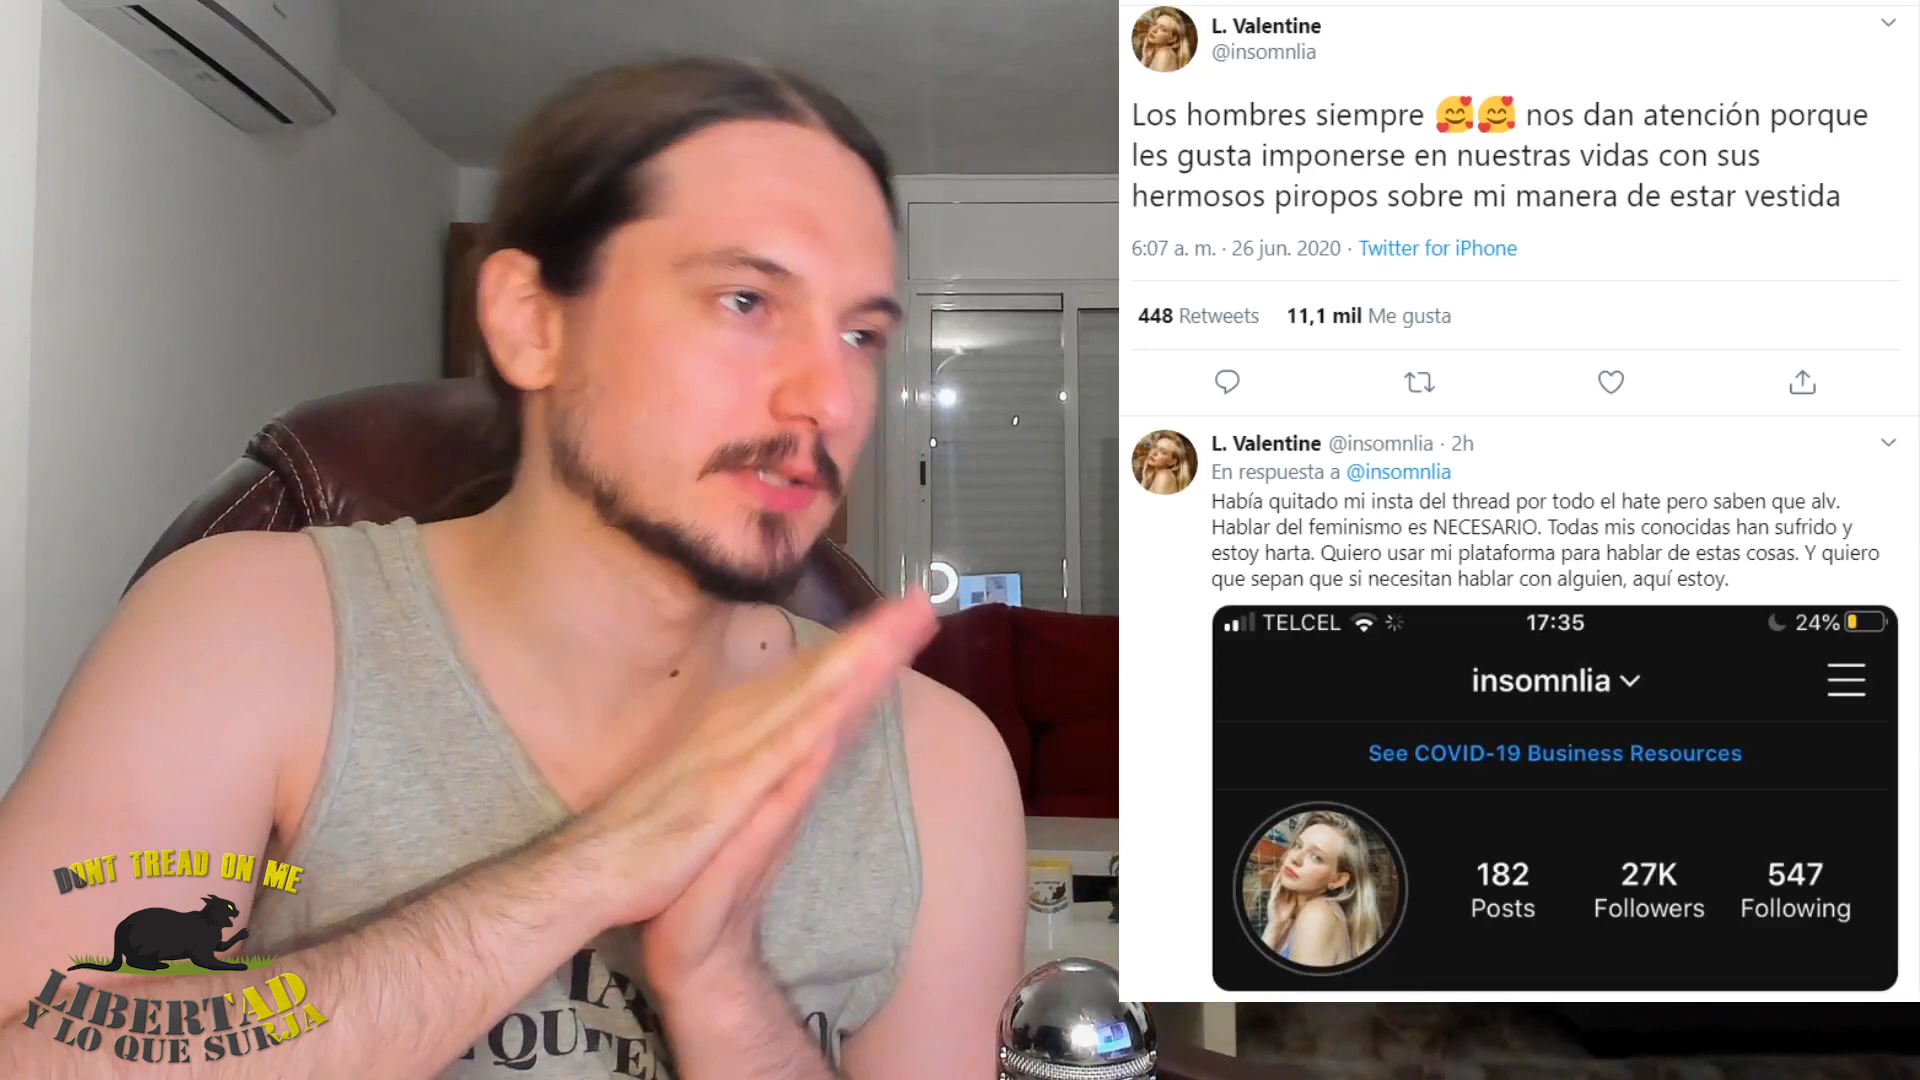 L. Valentine
@insomnlia
Los hombres siempre 🥰🥰 nos dan atención porque
les gusta imponerse en nuestras vidas con sus
hermosos piropos sobre mi manera de estar vestida
6:07 a. m. · 26 jun. 2020 · Twitter for iPhone
448 Retweets 11,1 mil Me gusta
L. Valentine @insomnlia · 2h
En respuesta a @insomnlia
Había quitado mi insta del thread por todo el hate pero saben que alv.
Hablar del feminismo es NECESARIO. Todas mis conocidas han sufrido y
estoy harta. Quiero usar mi plataforma para hablar de estas cosas. Y quiero
que sepan que si necesitan hablar con alguien, aquí estoy.
TELCEL 17:35 24%
insomnlia
See COVID-19 Business Resources
182 27K 547
Posts Followers Following
DONT TREAD ON ME
LIBERTAD
Y LO QUE SURJA